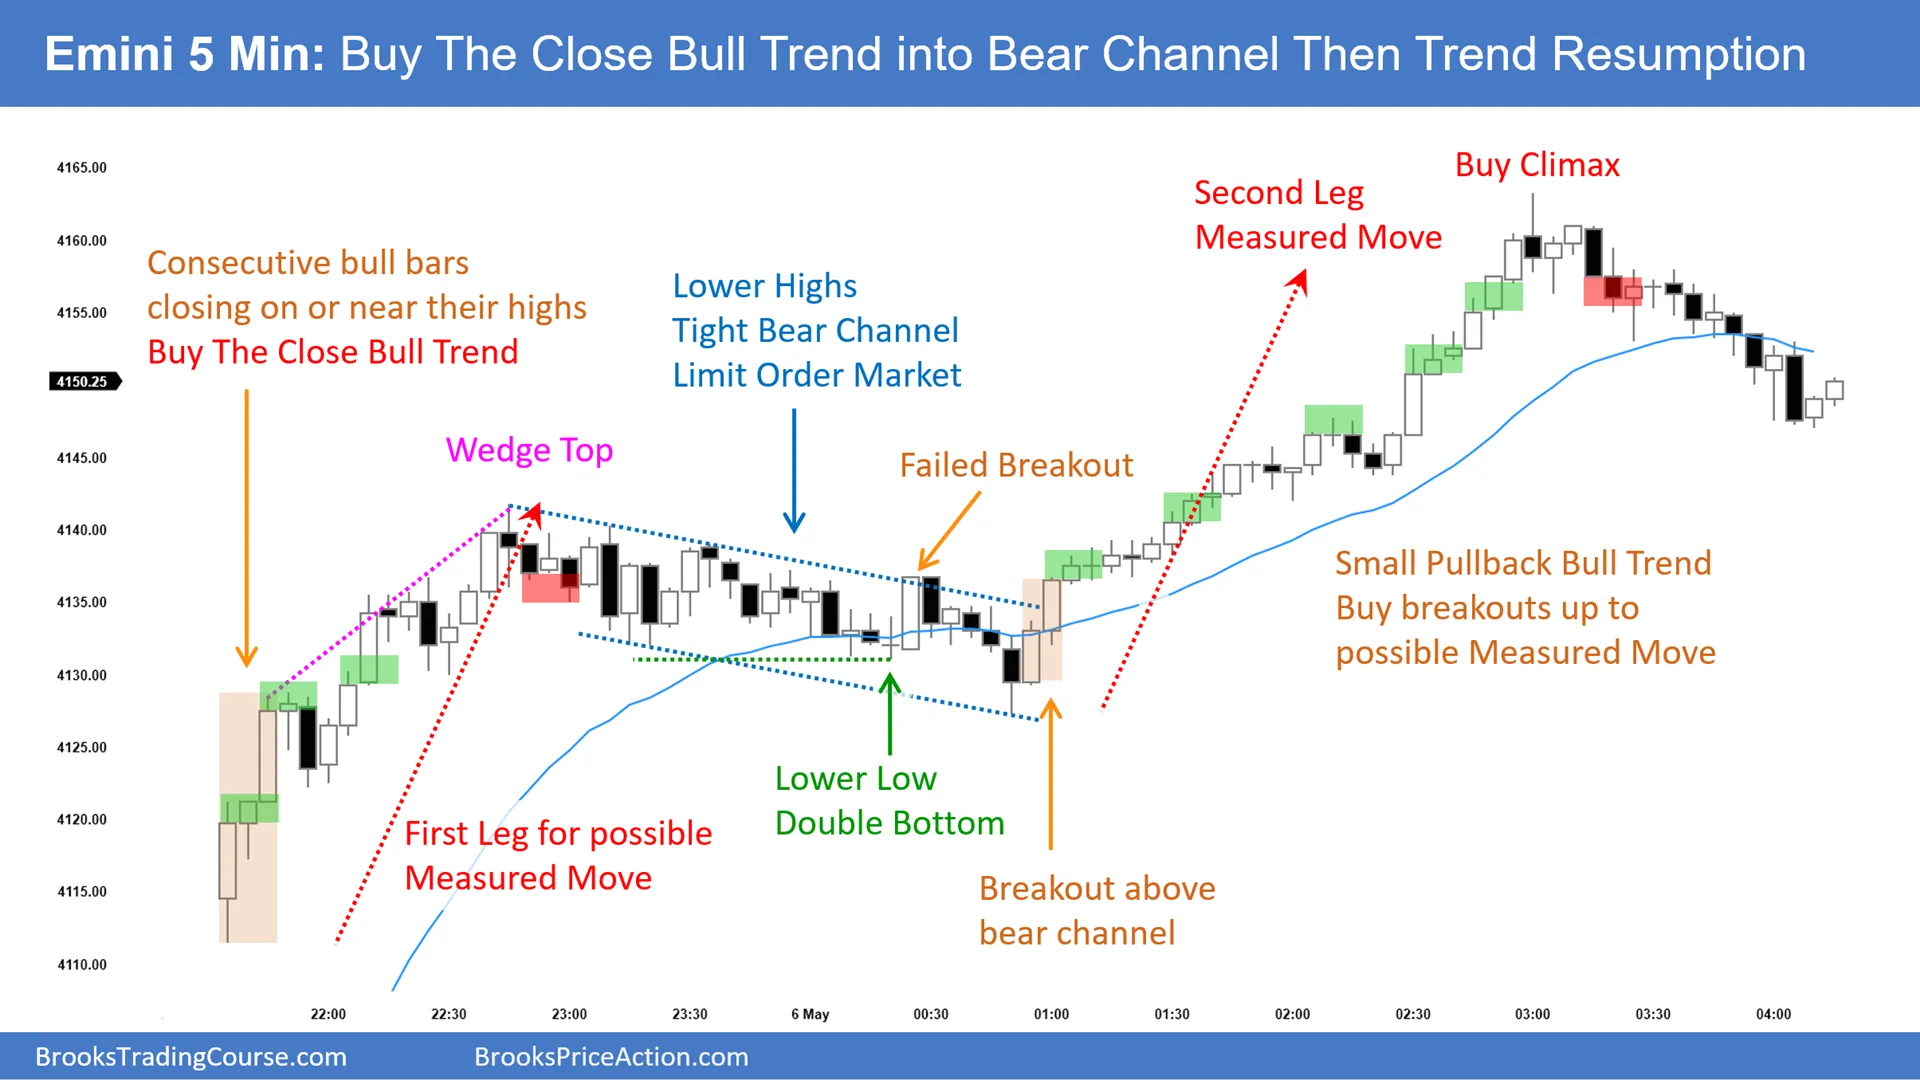 Emini 5 Min: Buy The Close Bull Trend into Bear Channel Then Trend Resumption
4165.00
4160.00
4155.00
4150.25
4145.00
4140.00
4135.00
4130.00
4125.00
4120.00
4115.00
4110.00
Consecutive bull bars
closing on or near their highs
Buy The Close Bull Trend
Wedge Top
Lower Highs
Tight Bear Channel
Limit Order Market
Failed Breakout
Second Leg
Measured Move
Buy Climax
Small Pullback Bull Trend
Buy breakouts up to
possible Measured Move
First Leg for possible
Measured Move
Lower Low
Double Bottom
Breakout above
bear channel
22:00
22:30
23:00
23:30
6 May
00:30
01:00
01:30
02:00
02:30
03:00
03:30
04:00
BrooksTradingCourse.com
BrooksPriceAction.com